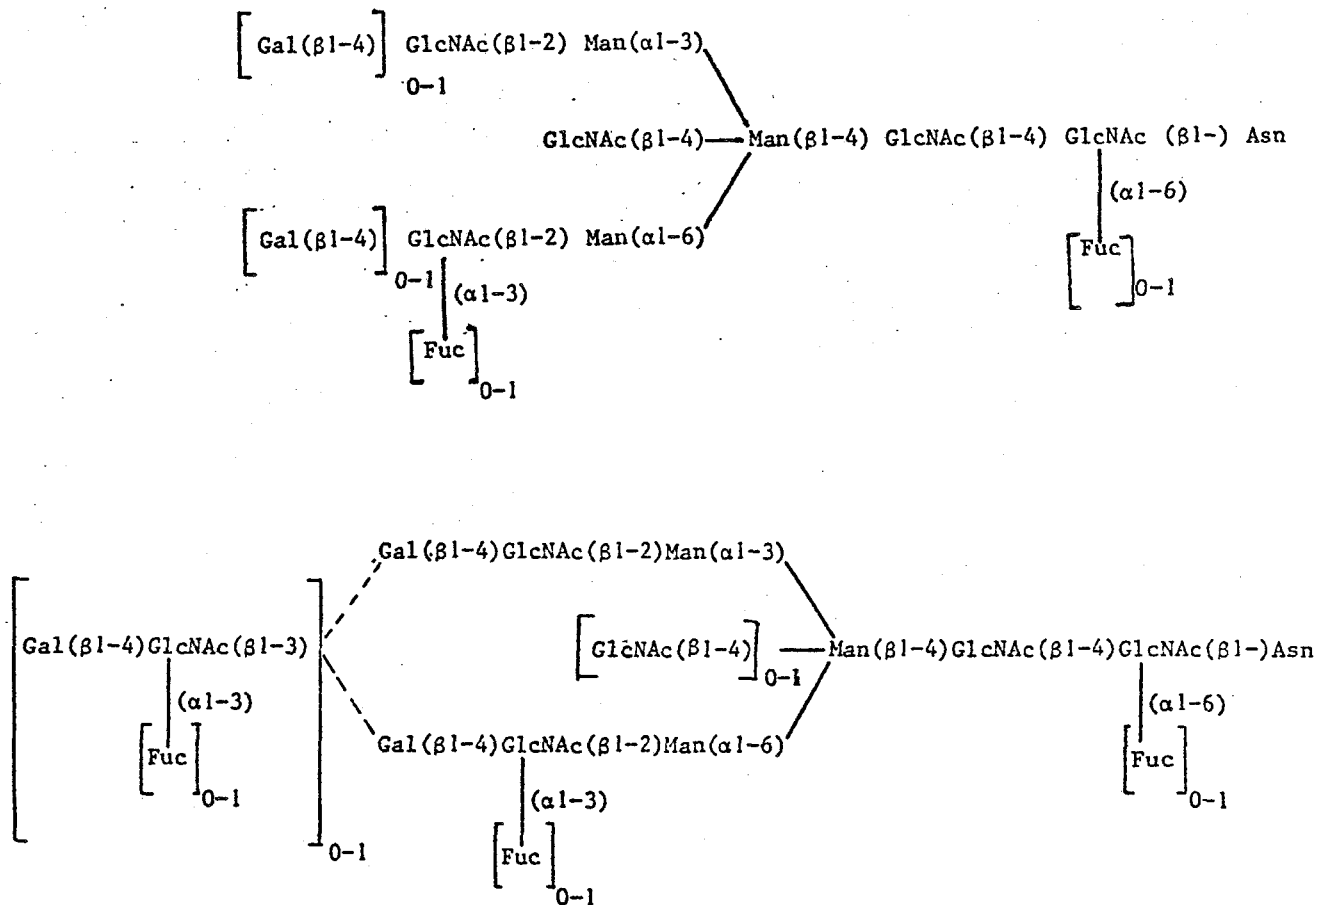 [Gal(β1-4)]0-1 GlcNAc(β1-2) Man(α1-3)
GlcNAc(β1-4) Man(β1-4) GlcNAc(β1-4) GlcNAc (β1-) Asn
(α1-6)
[Fuc]0-1
[Gal(β1-4)]0-1 GlcNAc(β1-2) Man(α1-6)
(α1-3)
[Fuc]0-1
Gal(β1-4)GlcNAc(β1-2)Man(α1-3)
[Gal(β1-4)GlcNAc(β1-3)]0-1 [GlcNAc(β1-4)]0-1 Man(β1-4)GlcNAc(β1-4)GlcNAc(β1-)Asn
(α1-3)
[Fuc]0-1
(α1-6)
[Fuc]0-1
Gal(β1-4)GlcNAc(β1-2)Man(α1-6)
(α1-3)
[Fuc]0-1